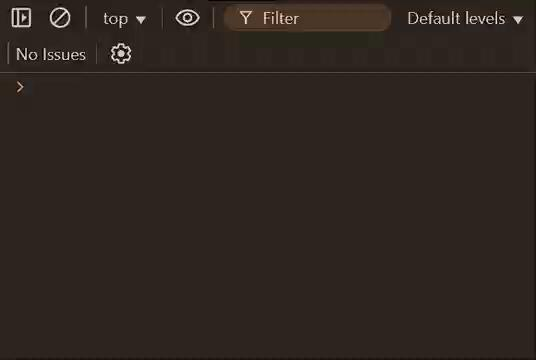 top Filter Default levels
No Issues